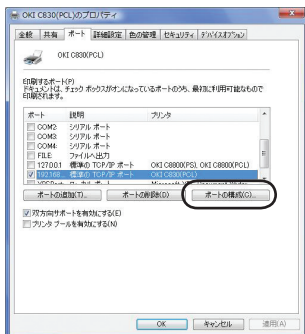 OKI C830(PCL)のプロパティ
全般 共有 ポート 詳細設定 色の管理 セキュリティ デバイスオプション
OKI C830(PCL)
印刷するポート(P)
ドキュメントは、チェック ボックスがオンになっているポートのうち、最初に利用可能なもので
印刷されます。
ポート 説明 プリンタ
COM2: シリアル ポート
COM3: シリアル ポート
COM4: シリアル ポート
FILE: ファイルへ出力
127.0.0.1 標準の TCP/IP ポート OKI C8800(PS), OKI C8800(PCL)
192.168... 標準の TCP/IP ポート OKI C830(PCL)
ポートの追加(T)... ポートの削除(D) ポートの構成(C)...
双方向サポートを有効にする(E)
プリンタ プールを有効にする(N)
OK キャンセル 適用(A)